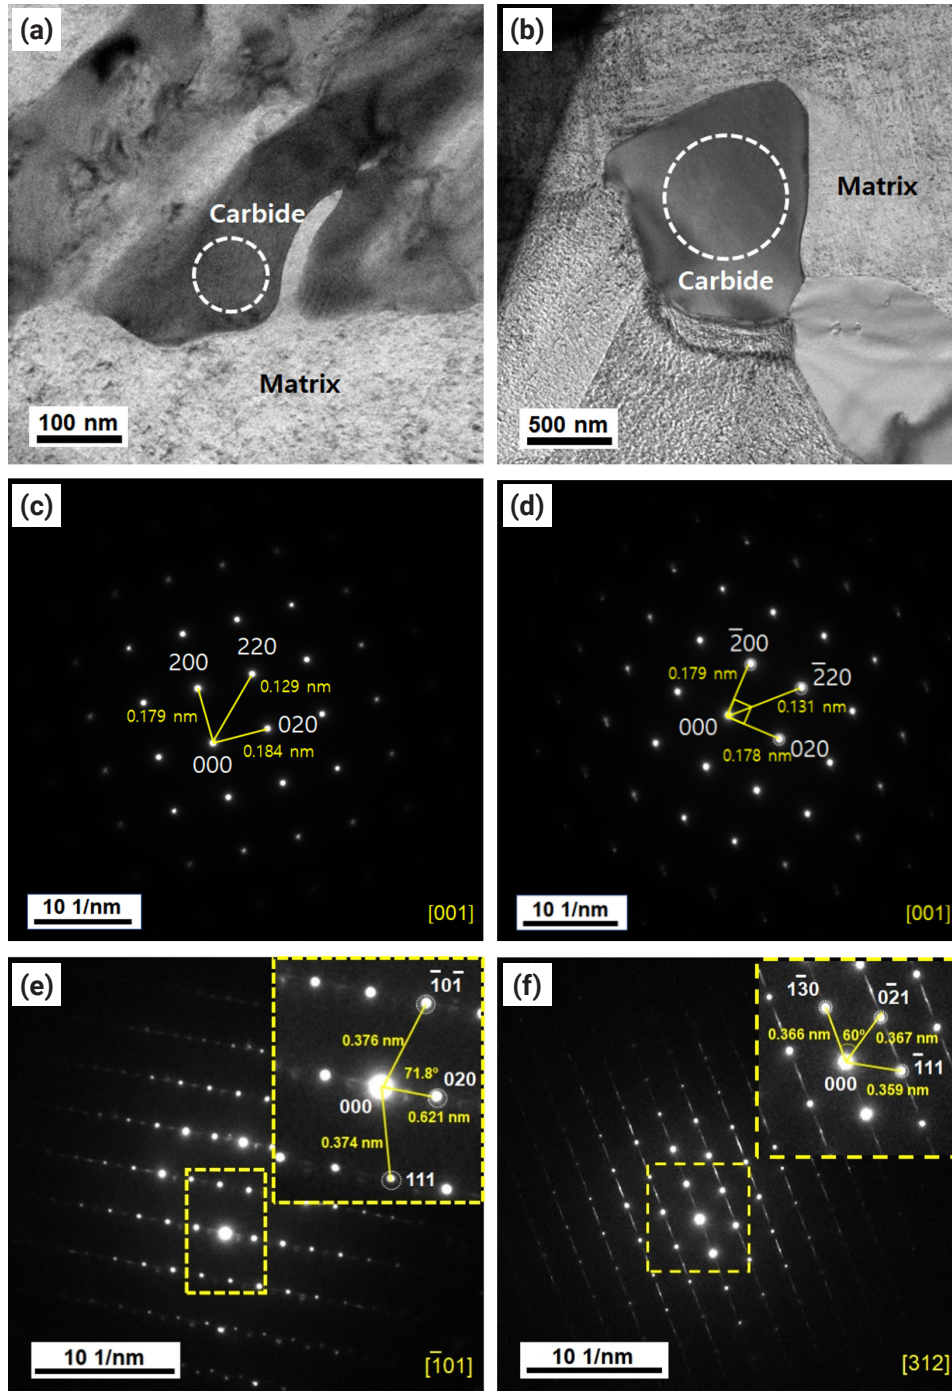 (a)
Carbide
Matrix
100 nm
(b)
Matrix
Carbide
500 nm
(c)
200
220
0.129 nm
0.179 nm
020
0.184 nm
000
10 1/nm
[001]
(d)
2̅00
0.179 nm
2̅20
0.131 nm
000
0.178 nm
020
10 1/nm
[001]
(e)
1̅01̅
0.376 nm
71.8º
020
000
0.621 nm
0.374 nm
111
10 1/nm
[1̅01]
(f)
13̅0
02̅1
0.366 nm
60º
0.367 nm
1̅11
000
0.359 nm
10 1/nm
[312]